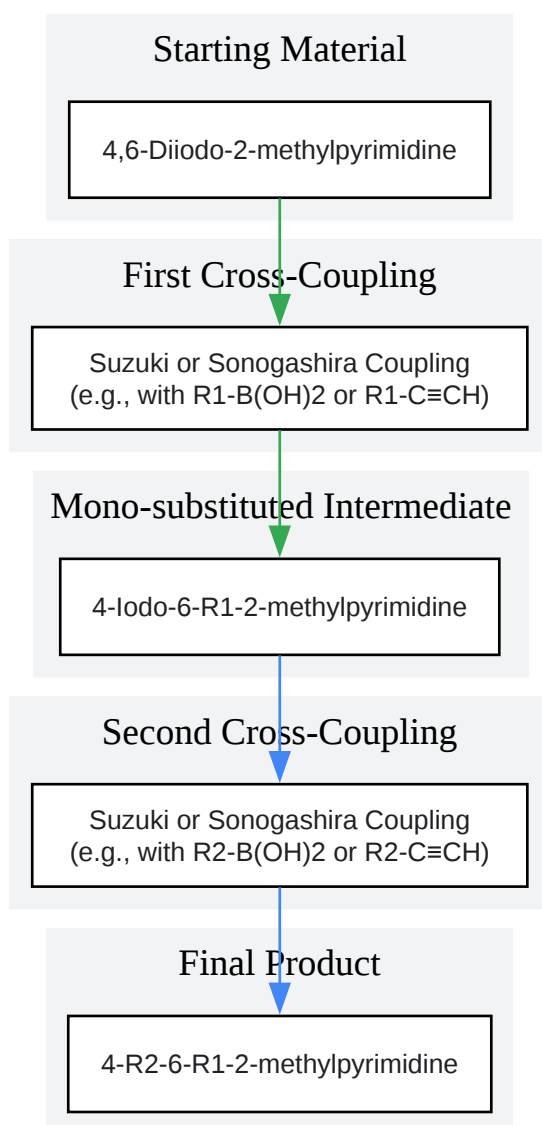 Starting Material
4,6-Diiodo-2-methylpyrimidine
First Cross-Coupling
Suzuki or Sonogashira Coupling
(e.g., with R1-B(OH)2 or R1-C≡CH)
Mono-substituted Intermediate
4-Iodo-6-R1-2-methylpyrimidine
Second Cross-Coupling
Suzuki or Sonogashira Coupling
(e.g., with R2-B(OH)2 or R2-C≡CH)
Final Product
4-R2-6-R1-2-methylpyrimidine